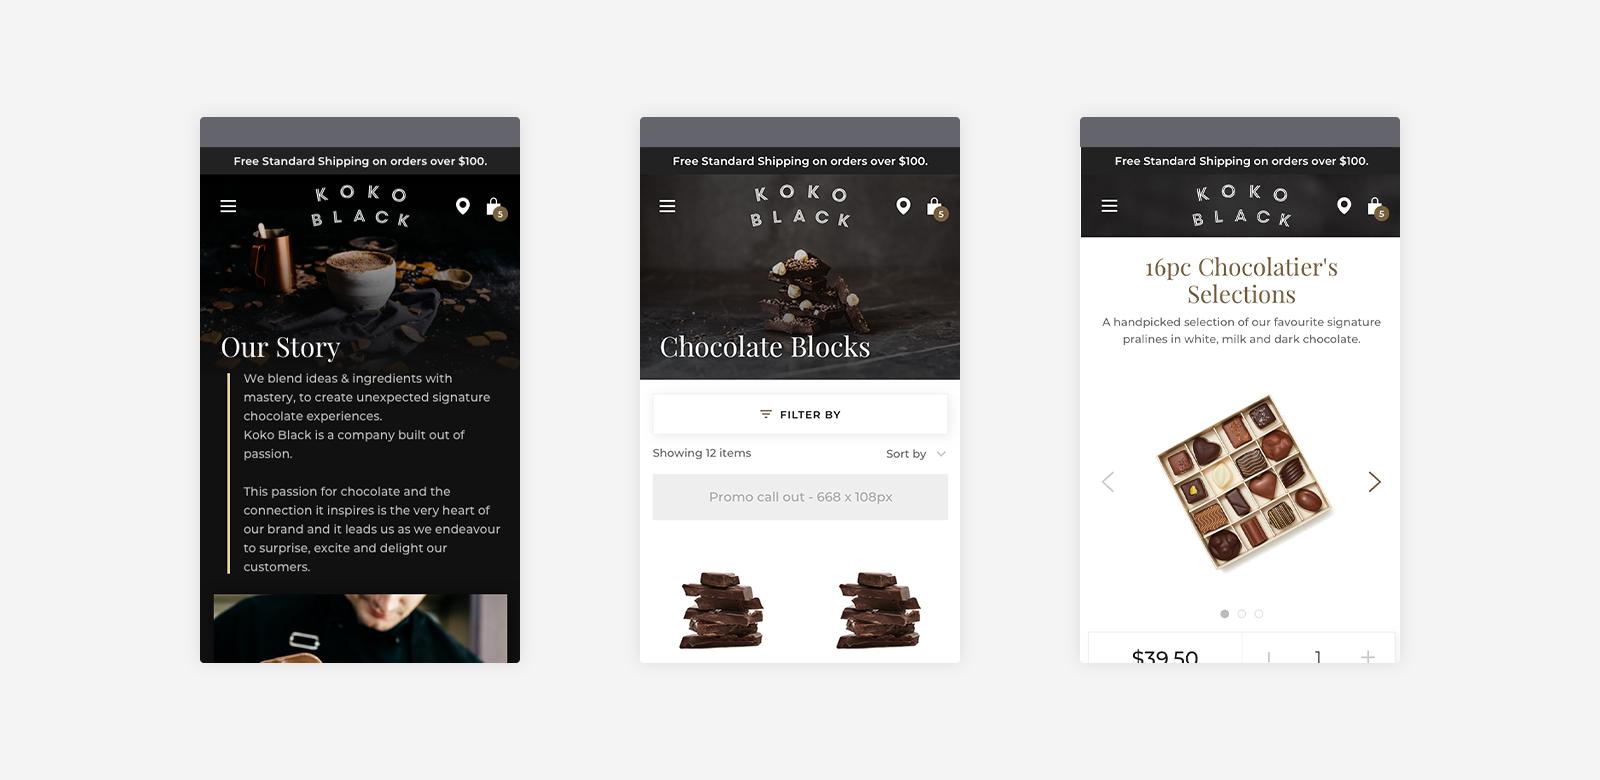 Free Standard Shipping on orders over $100.
KOKO
BLACK
5
Our Story
We blend ideas & ingredients with
mastery, to create unexpected signature
chocolate experiences.
Koko Black is a company built out of
passion.
This passion for chocolate and the
connection it inspires is the very heart of
our brand and it leads us as we endeavour
to surprise, excite and delight our
customers.
Free Standard Shipping on orders over $100.
KOKO
BLACK
5
Chocolate Blocks
FILTER BY
Showing 12 items
Sort by
Promo call out - 668 x 108px
Free Standard Shipping on orders over $100.
KOKO
BLACK
5
16pc Chocolatier's
Selections
A handpicked selection of our favourite signature
pralines in white, milk and dark chocolate.
$39.50
1